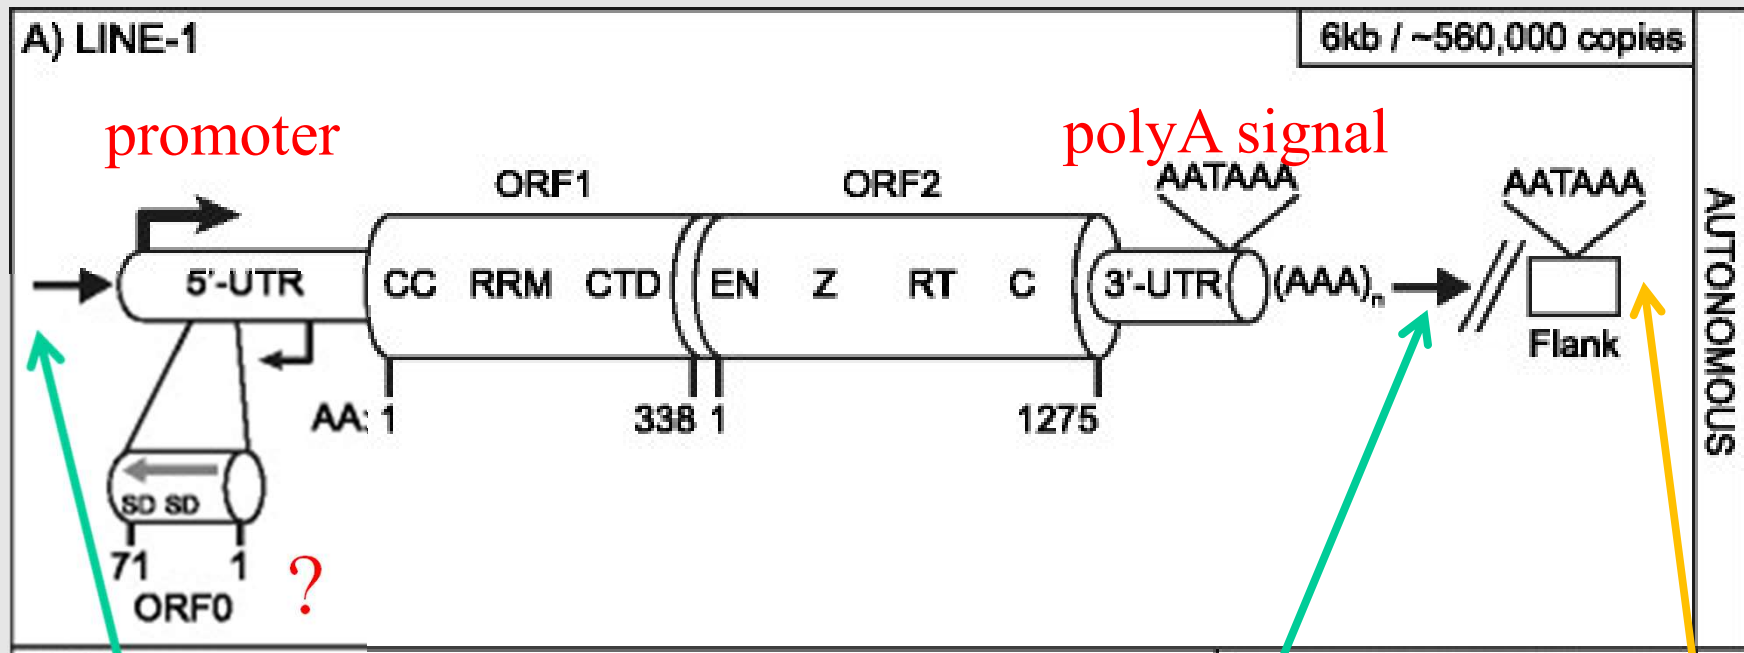 A) LINE-1
6kb / ~560,000 copies
promoter
polyA signal
ORF1
ORF2
AATAAA
AATAAA
5'-UTR
CC RRM CTD
EN Z RT C
3'-UTR
(AAA)n
Flank
AA: 1
338 1
1275
SD SD
71 1
ORF0
?
AUTONOMOUS